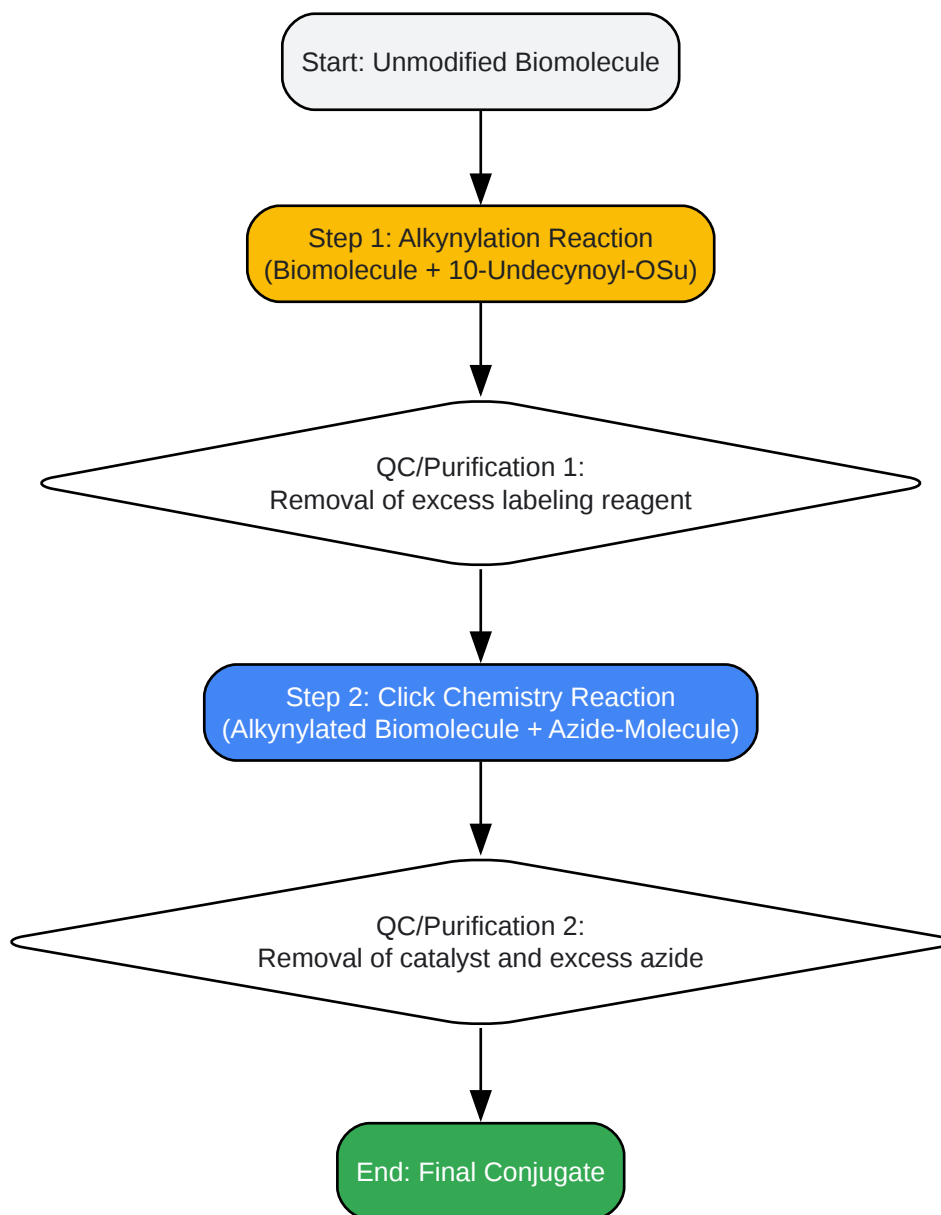 Start: Unmodified Biomolecule
Step 1: Alkynylation Reaction
(Biomolecule + 10-Undecynoyl-OSu)
QC/Purification 1:
Removal of excess labeling reagent
Step 2: Click Chemistry Reaction
(Alkynylated Biomolecule + Azide-Molecule)
QC/Purification 2:
Removal of catalyst and excess azide
End: Final Conjugate